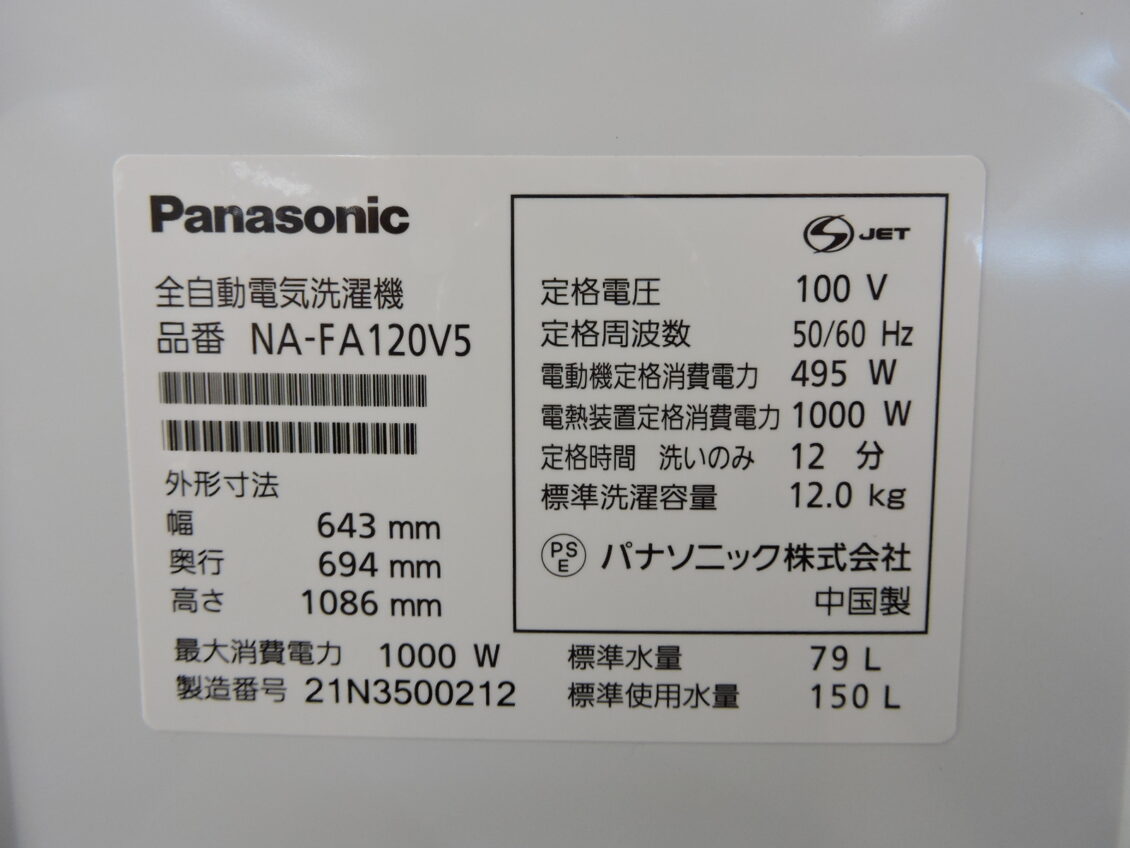 Panasonic
全自動電気洗濯機
品番 NA-FA120V5
外形寸法
幅 643 mm
奥行 694 mm
高さ 1086 mm
最大消費電力 1000 W
製造番号 21N3500212
S JET
定格電圧 100 V
定格周波数 50/60 Hz
電動機定格消費電力 495 W
電熱装置定格消費電力 1000 W
定格時間 洗いのみ 12 分
標準洗濯容量 12.0 kg
PS E パナソニック株式会社
中国製
標準水量 79 L
標準使用水量 150 L